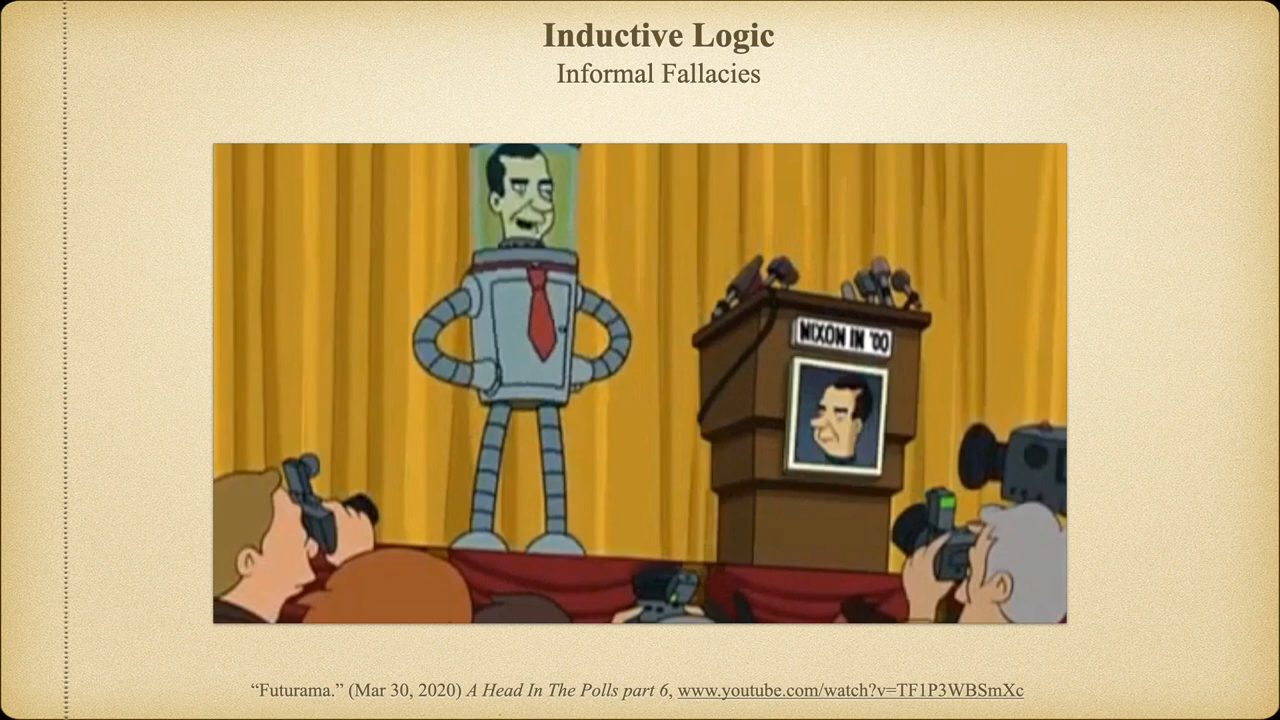 Inductive Logic
Informal Fallacies
NIXON IN '00
“Futurama.” (Mar 30, 2020) A Head In The Polls part 6, www.youtube.com/watch?v=TF1P3WBSmXc